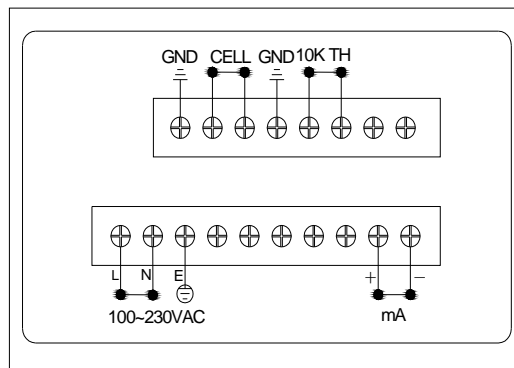 GND CELL GND 10K TH
L N E + −
100~230VAC mA